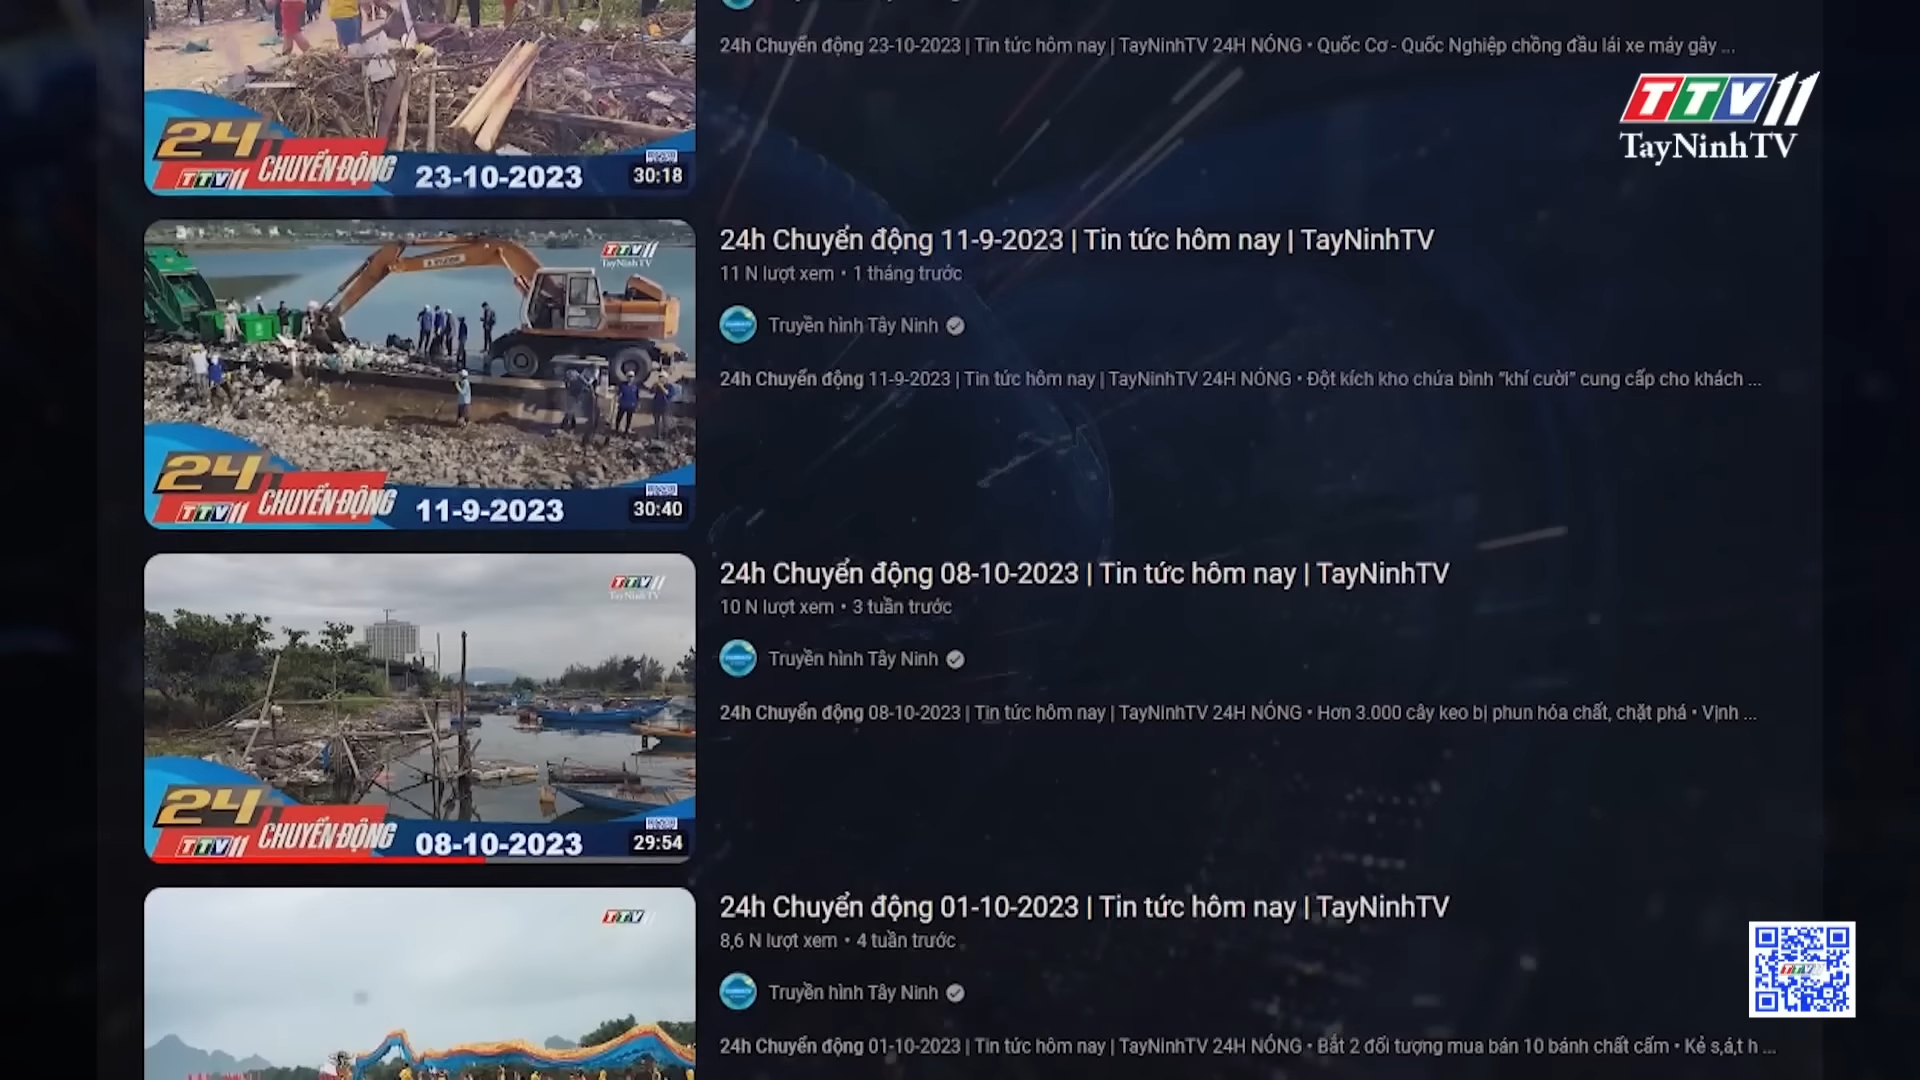 24h Chuyển động 23-10-2023 | Tin tức hôm nay | TayNinhTV 24H NÓNG • Quốc Cơ - Quốc Nghiệp chồng đầu lái xe máy gây ...
TTV11
TayNinhTV
24
TTV11 CHUYỂN ĐỘNG 23-10-2023 30:18
24h Chuyển động 11-9-2023 | Tin tức hôm nay | TayNinhTV
11 N lượt xem • 1 tháng trước
Truyền hình Tây Ninh
24h Chuyển động 11-9-2023 | Tin tức hôm nay | TayNinhTV 24H NÓNG • Đột kích kho chứa bình “khí cười” cung cấp cho khách ...
TTV11
TayNinhTV
24
TTV11 CHUYỂN ĐỘNG 11-9-2023 30:40
24h Chuyển động 08-10-2023 | Tin tức hôm nay | TayNinhTV
10 N lượt xem • 3 tuần trước
Truyền hình Tây Ninh
24h Chuyển động 08-10-2023 | Tin tức hôm nay | TayNinhTV 24H NÓNG • Hơn 3.000 cây keo bị phun hóa chất, chặt phá • Vịnh ...
TTV11
TayNinhTV
24
TTV11 CHUYỂN ĐỘNG 08-10-2023 29:54
24h Chuyển động 01-10-2023 | Tin tức hôm nay | TayNinhTV
8,6 N lượt xem • 4 tuần trước
Truyền hình Tây Ninh
24h Chuyển động 01-10-2023 | Tin tức hôm nay | TayNinhTV 24H NÓNG • Bắt 2 đối tượng mua bán 10 bánh chất cấm • Kẻ s,á,t h ...
TTV
TTV11